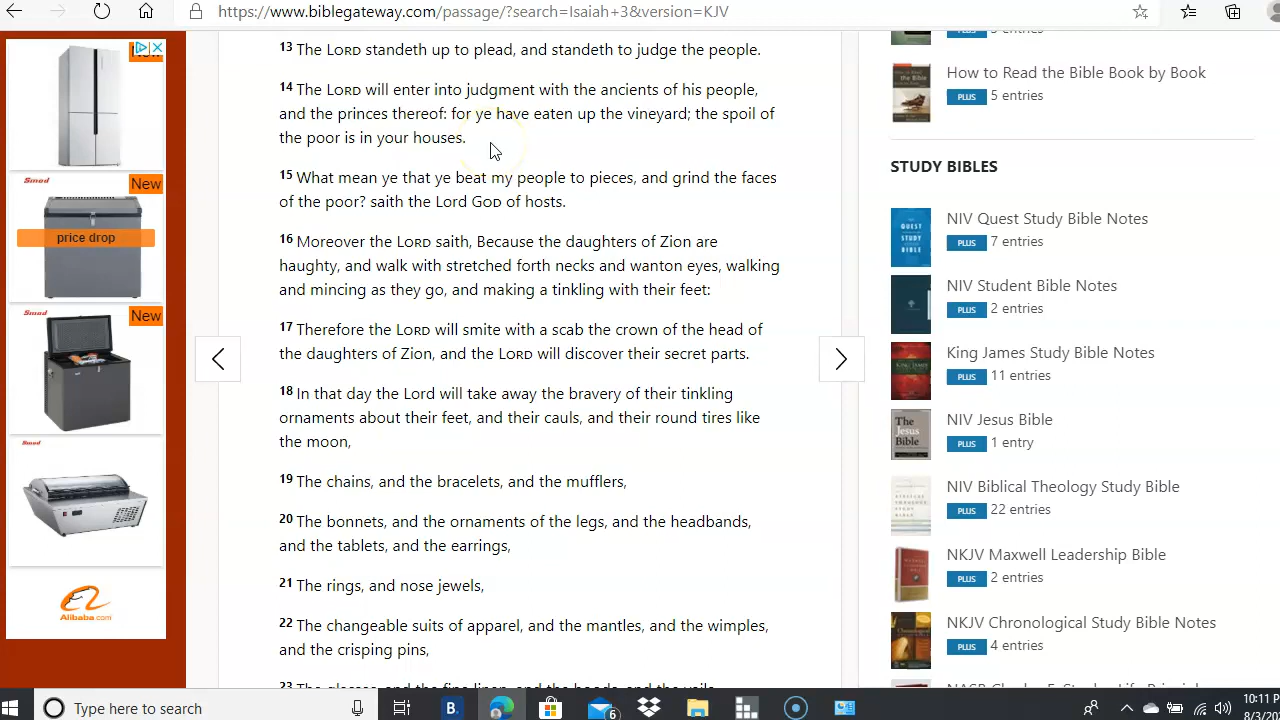 https://www.biblegateway.com/passage/?search=Isaiah+3&version=KJV
New
Smad
New
price drop
Smad
New
Smad
Alibaba.com
The LORD standeth up to plead, and standeth to judge the people.
The LORD will enter into judgment with the ancients of his people,
and the princes thereof: for ye have eaten up the vineyard; the spoil of
the poor is in your houses.
15 What mean ye that ye beat my people to pieces, and grind the faces
of the poor? saith the Lord GOD of hosts.
16 Moreover the LORD saith, Because the daughters of Zion are
haughty, and walk with stretched forth necks and wanton eyes, walking
and mincing as they go, and making a tinkling with their feet:
17 Therefore the LORD will smite with a scab the crown of the head of
the daughters of Zion, and the LORD will discover their secret parts.
18 In that day the Lord will take away the bravery of their tinkling
ornaments about their feet, and their cauls, and their round tires like
the moon,
19 The chains, and the bracelets, and the mufflers,
20 The bonnets, and the ornaments of the legs, and the headbands,
and the tablets, and the earrings,
21 The rings, and nose jewels,
22 The changeable suits of apparel, and the mantles, and the wimples,
and the crisping pins,
PLUS
How to Read the Bible Book by Book
PLUS 5 entries
STUDY BIBLES
NIV Quest Study Bible Notes
PLUS 7 entries
NIV Student Bible Notes
PLUS 2 entries
King James Study Bible Notes
PLUS 11 entries
NIV Jesus Bible
The Jesus Bible
PLUS 1 entry
NIV Biblical Theology Study Bible
PLUS 22 entries
NKJV Maxwell Leadership Bible
PLUS 2 entries
NKJV Chronological Study Bible Notes
PLUS 4 entries
Type here to search
6
10:11 P
8/3/20